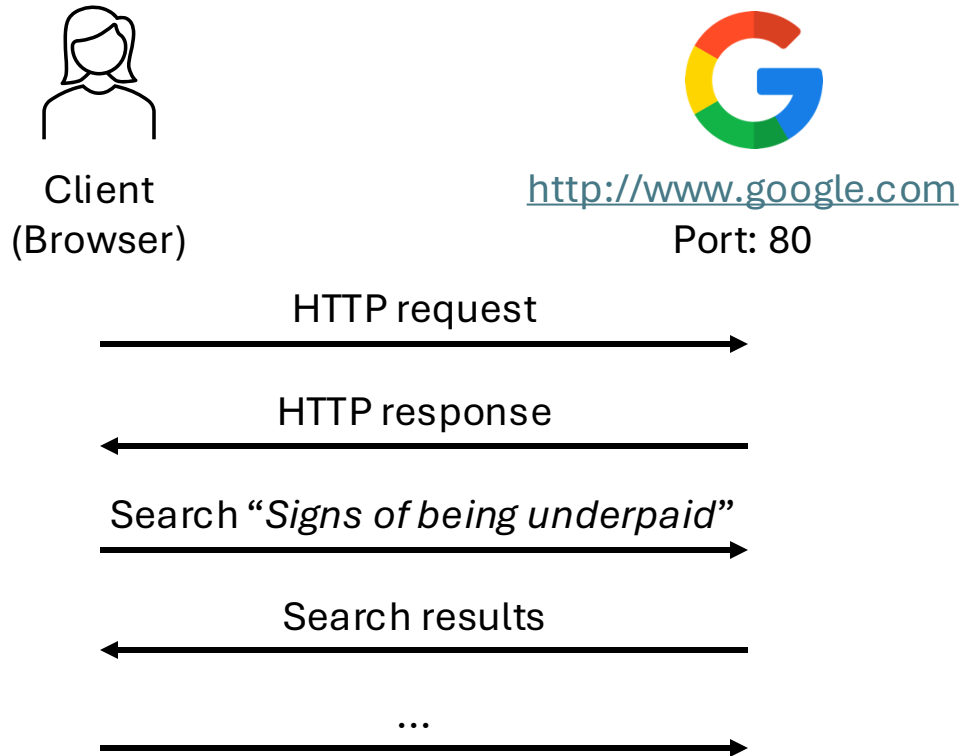 Client
(Browser)
http://www.google.com
Port: 80
HTTP request
HTTP response
Search “Signs of being underpaid”
Search results
...